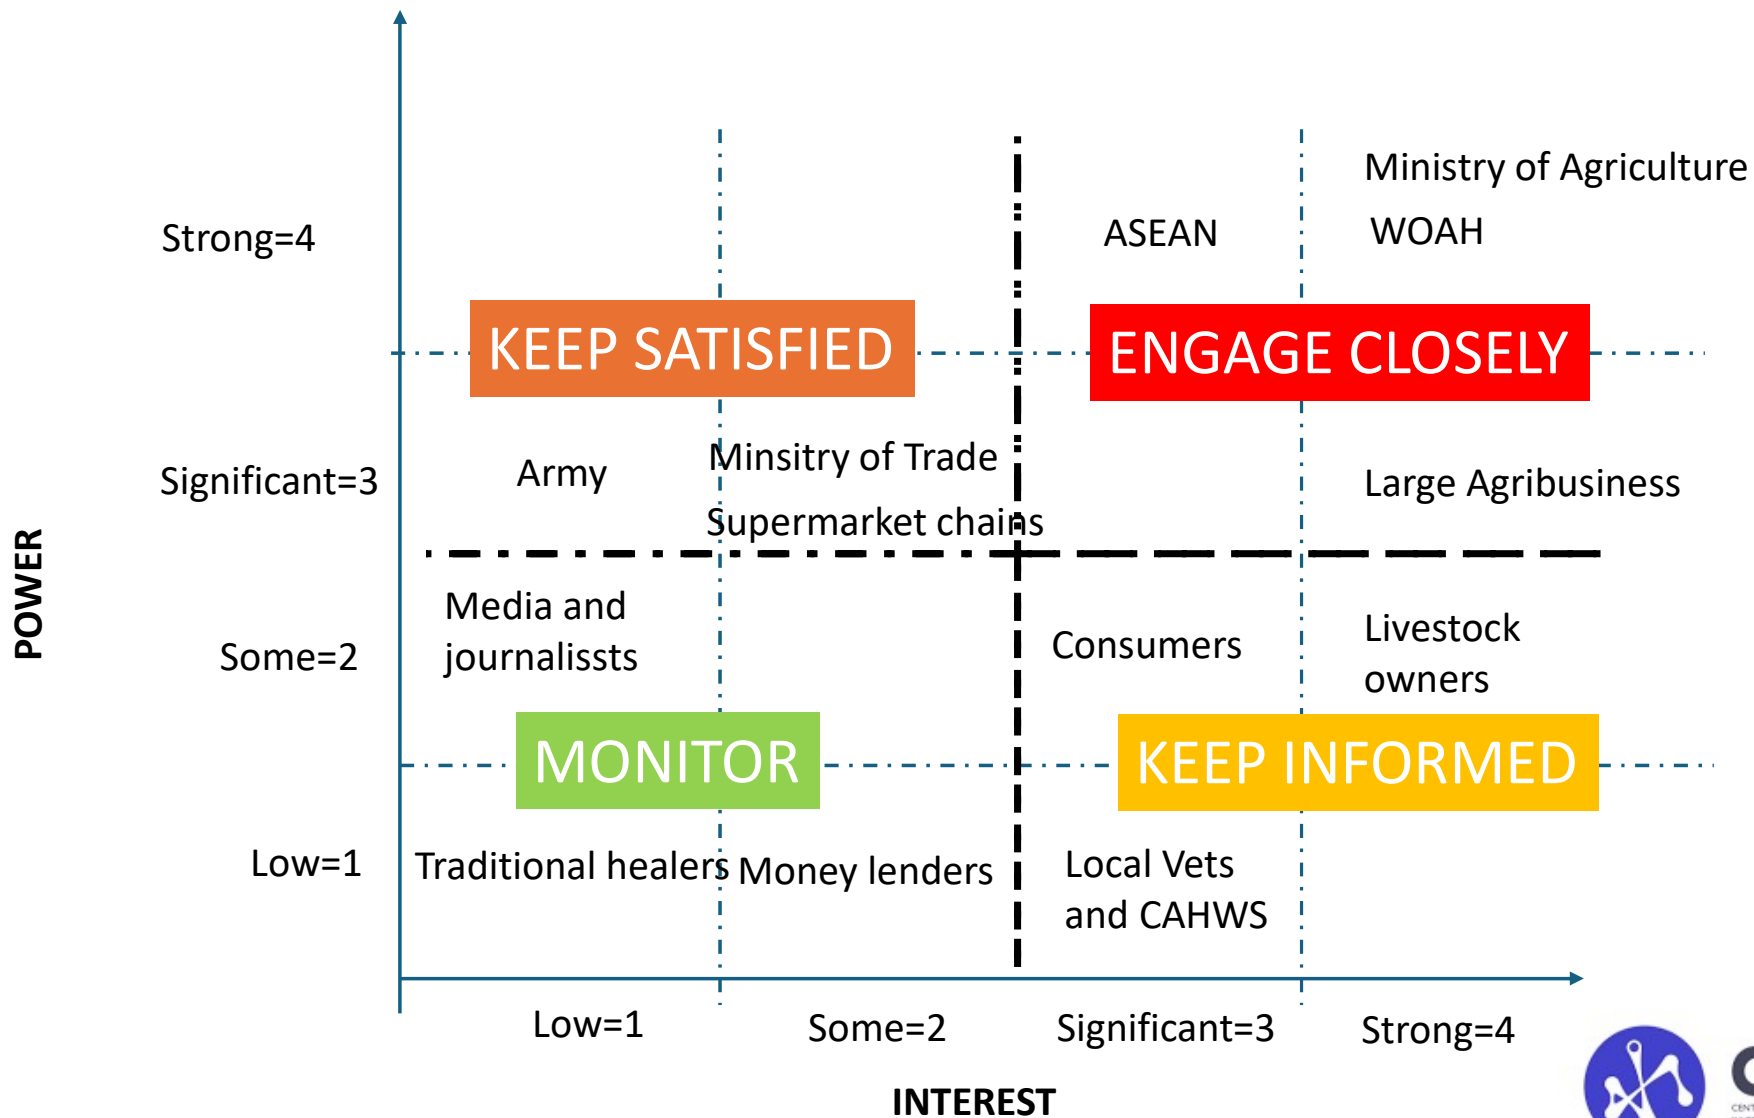 Ministry of Agriculture
Strong=4
ASEAN
WOAH
KEEP SATISFIED
ENGAGE CLOSELY
Significant=3
Army
Minsitry of Trade
Large Agribusiness
Supermarket chains
POWER
Media and
journalissts
Some=2
Consumers
Livestock
owners
MONITOR
KEEP INFORMED
Low=1
Traditional healers
Money lenders
Local Vets
and CAHWS
Low=1
Some=2
Significant=3
Strong=4
INTEREST